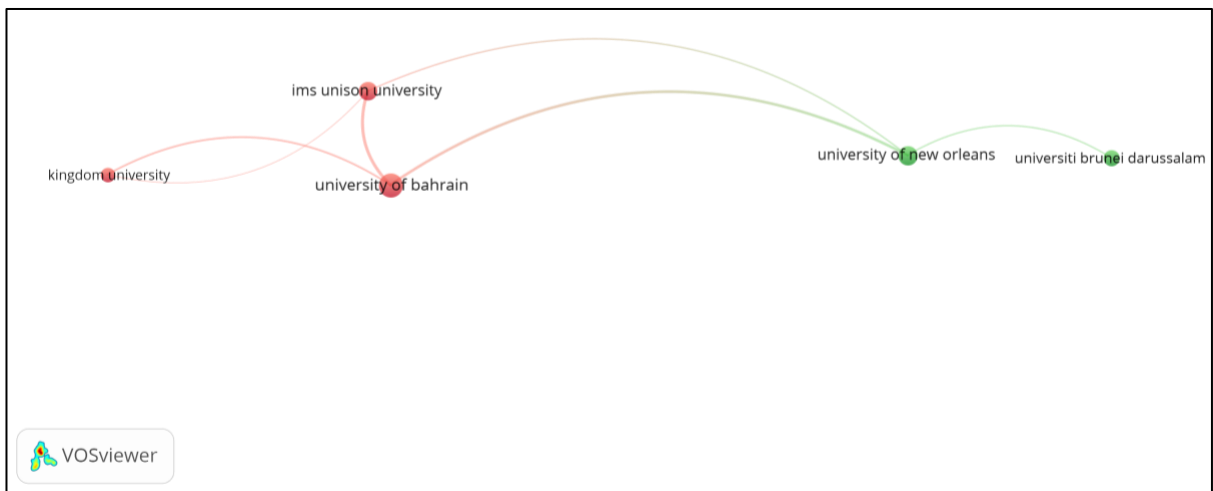 ims unison university
university of new orleans
universiti brunei darussalam
kingdom university
university of bahrain
VOSviewer